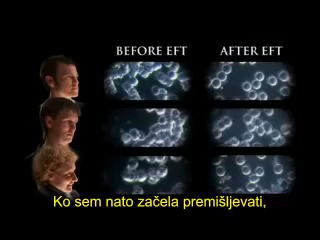 BEFORE EFT AFTER EFT
Ko sem nato začela premišljevati,